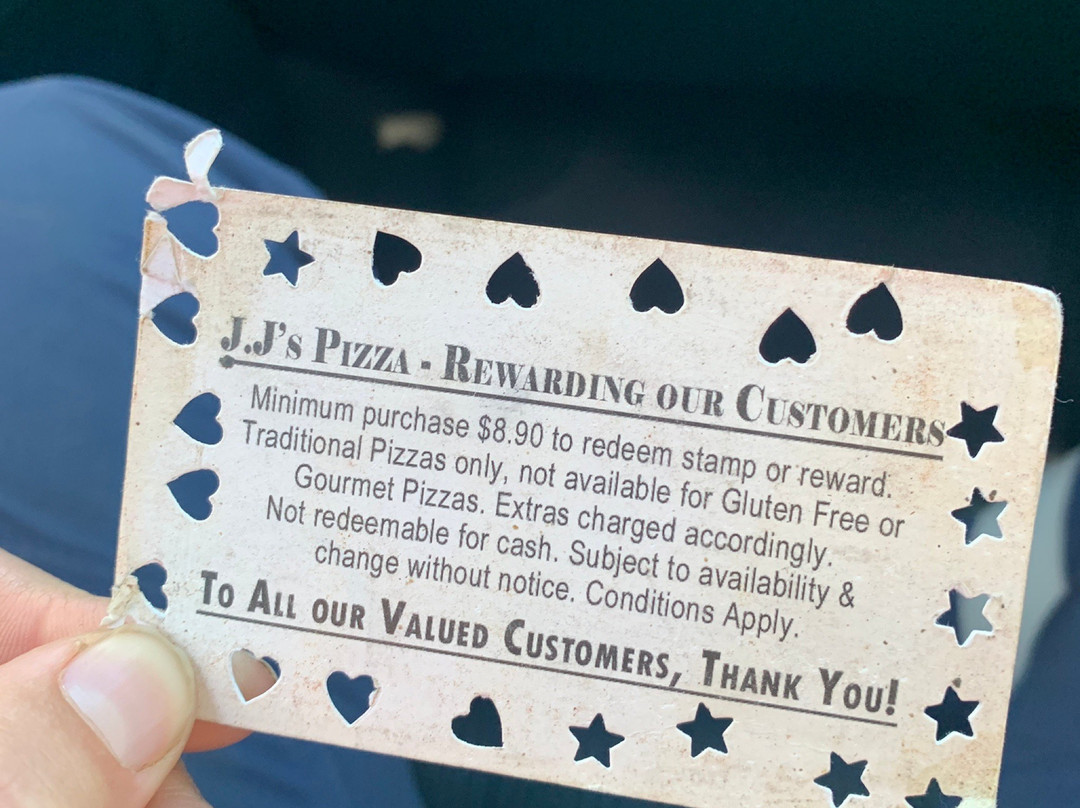 J.J's Pizza - Rewarding our Customers
Minimum purchase $8.90 to redeem stamp or reward.
Traditional Pizzas only, not available for Gluten Free or
Gourmet Pizzas. Extras charged accordingly.
Not redeemable for cash. Subject to availability &
change without notice. Conditions Apply.
To All our Valued Customers, Thank You!